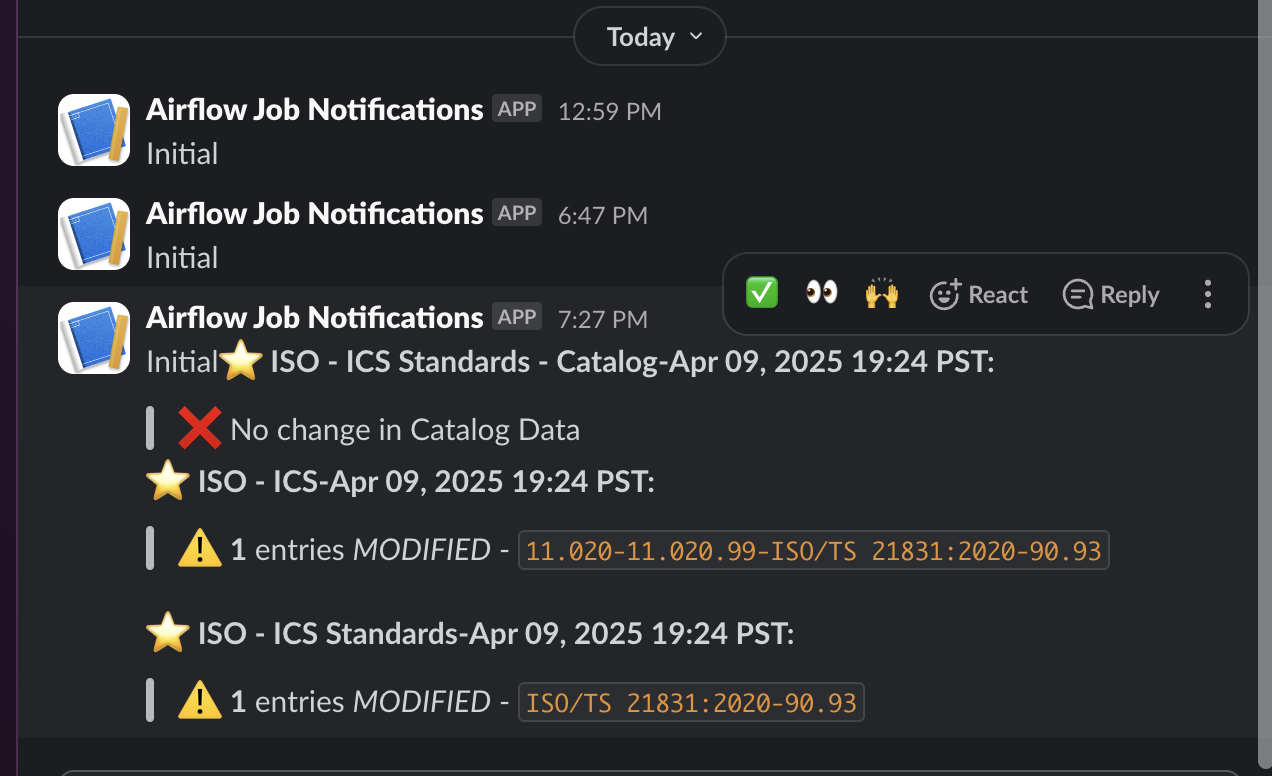 Today
Airflow Job Notifications APP 12:59 PM
Initial
Airflow Job Notifications APP 6:47 PM
Initial
React Reply
Airflow Job Notifications APP 7:27 PM
Initial⭐ ISO - ICS Standards - Catalog-Apr 09, 2025 19:24 PST:
❌ No change in Catalog Data
⭐ ISO - ICS-Apr 09, 2025 19:24 PST:
⚠️ 1 entries MODIFIED - 11.020-11.020.99-ISO/TS 21831:2020-90.93
⭐ ISO - ICS Standards-Apr 09, 2025 19:24 PST:
⚠️ 1 entries MODIFIED - ISO/TS 21831:2020-90.93